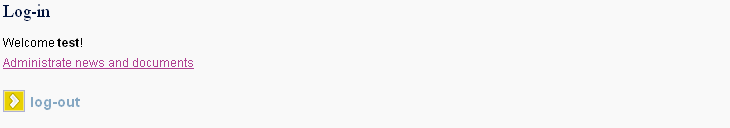 Log-in
Welcome test!
Administrate news and documents
log-out